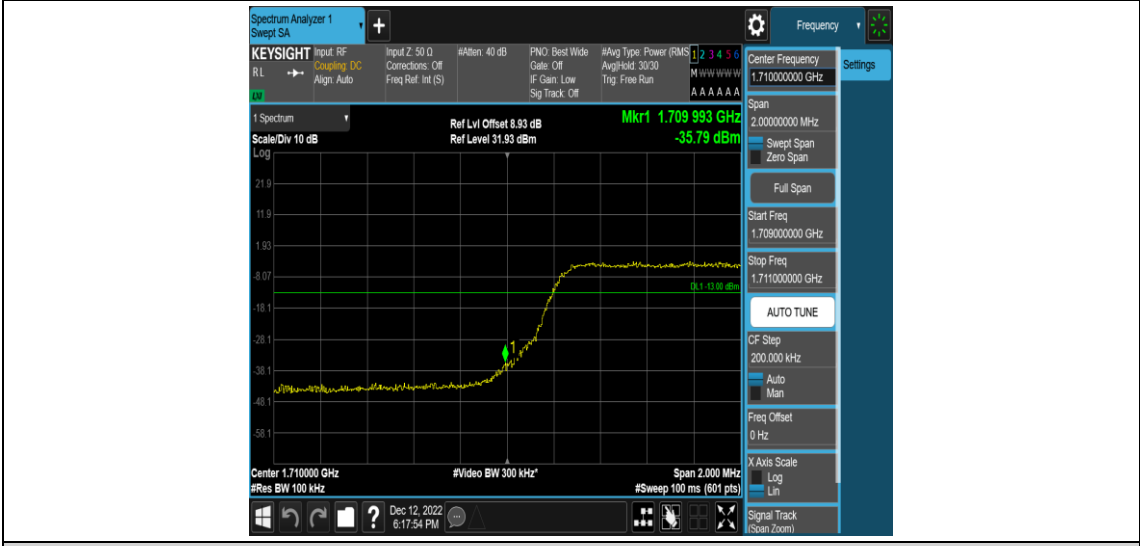 Spectrum Analyzer 1
Swept SA
+
Frequency
KEYSIGHT
R L
Input: RF
Coupling: DC
Align: Auto
Input Z: 50 Ω
Corrections: Off
Freq Ref: Int (S)
#Atten: 40 dB
PNO: Best Wide
Gate: Off
IF Gain: Low
Sig Track: Off
#Avg Type: Power (RMS
Avg|Hold: 30/30
Trig: Free Run
1 2 3 4 5 6
M W W W W W
A A A A A A
1 Spectrum
Scale/Div 10 dB
Log
Ref Lvl Offset 8.93 dB
Ref Level 31.93 dBm
Mkr1 1.709 993 GHz
-35.79 dBm
21.9
11.9
1.93
-8.07
-18.1
-28.1
-38.1
-48.1
-58.1
DL1 -13.00 dBm
1
Center 1.710000 GHz
#Res BW 100 kHz
#Video BW 300 kHz*
Span 2.000 MHz
#Sweep 100 ms (601 pts)
Dec 12, 2022
6:17:54 PM
?
Center Frequency
1.710000000 GHz
Settings
Span
2.00000000 MHz
Swept Span
Zero Span
Full Span
Start Freq
1.709000000 GHz
Stop Freq
1.711000000 GHz
AUTO TUNE
CF Step
200.000 kHz
Auto
Man
Freq Offset
0 Hz
X Axis Scale
Log
Lin
Signal Track
(Span Zoom)